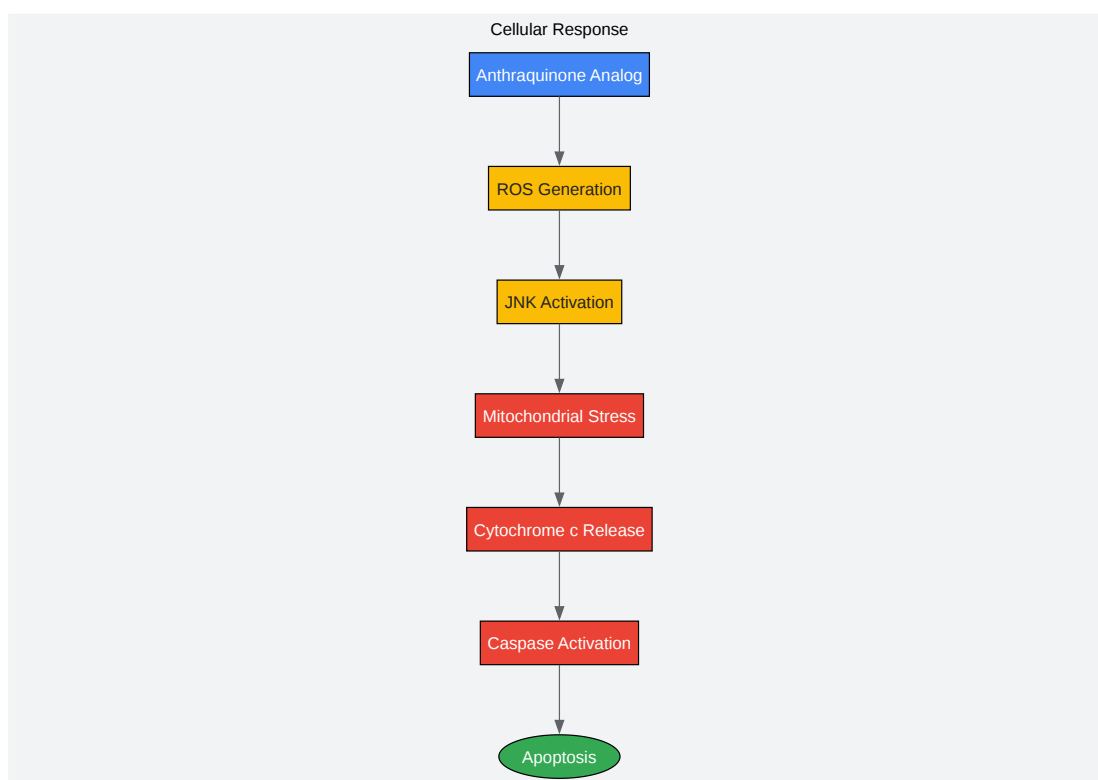 Cellular Response
Anthraquinone Analog
ROS Generation
JNK Activation
Mitochondrial Stress
Cytochrome c Release
Caspase Activation
Apoptosis